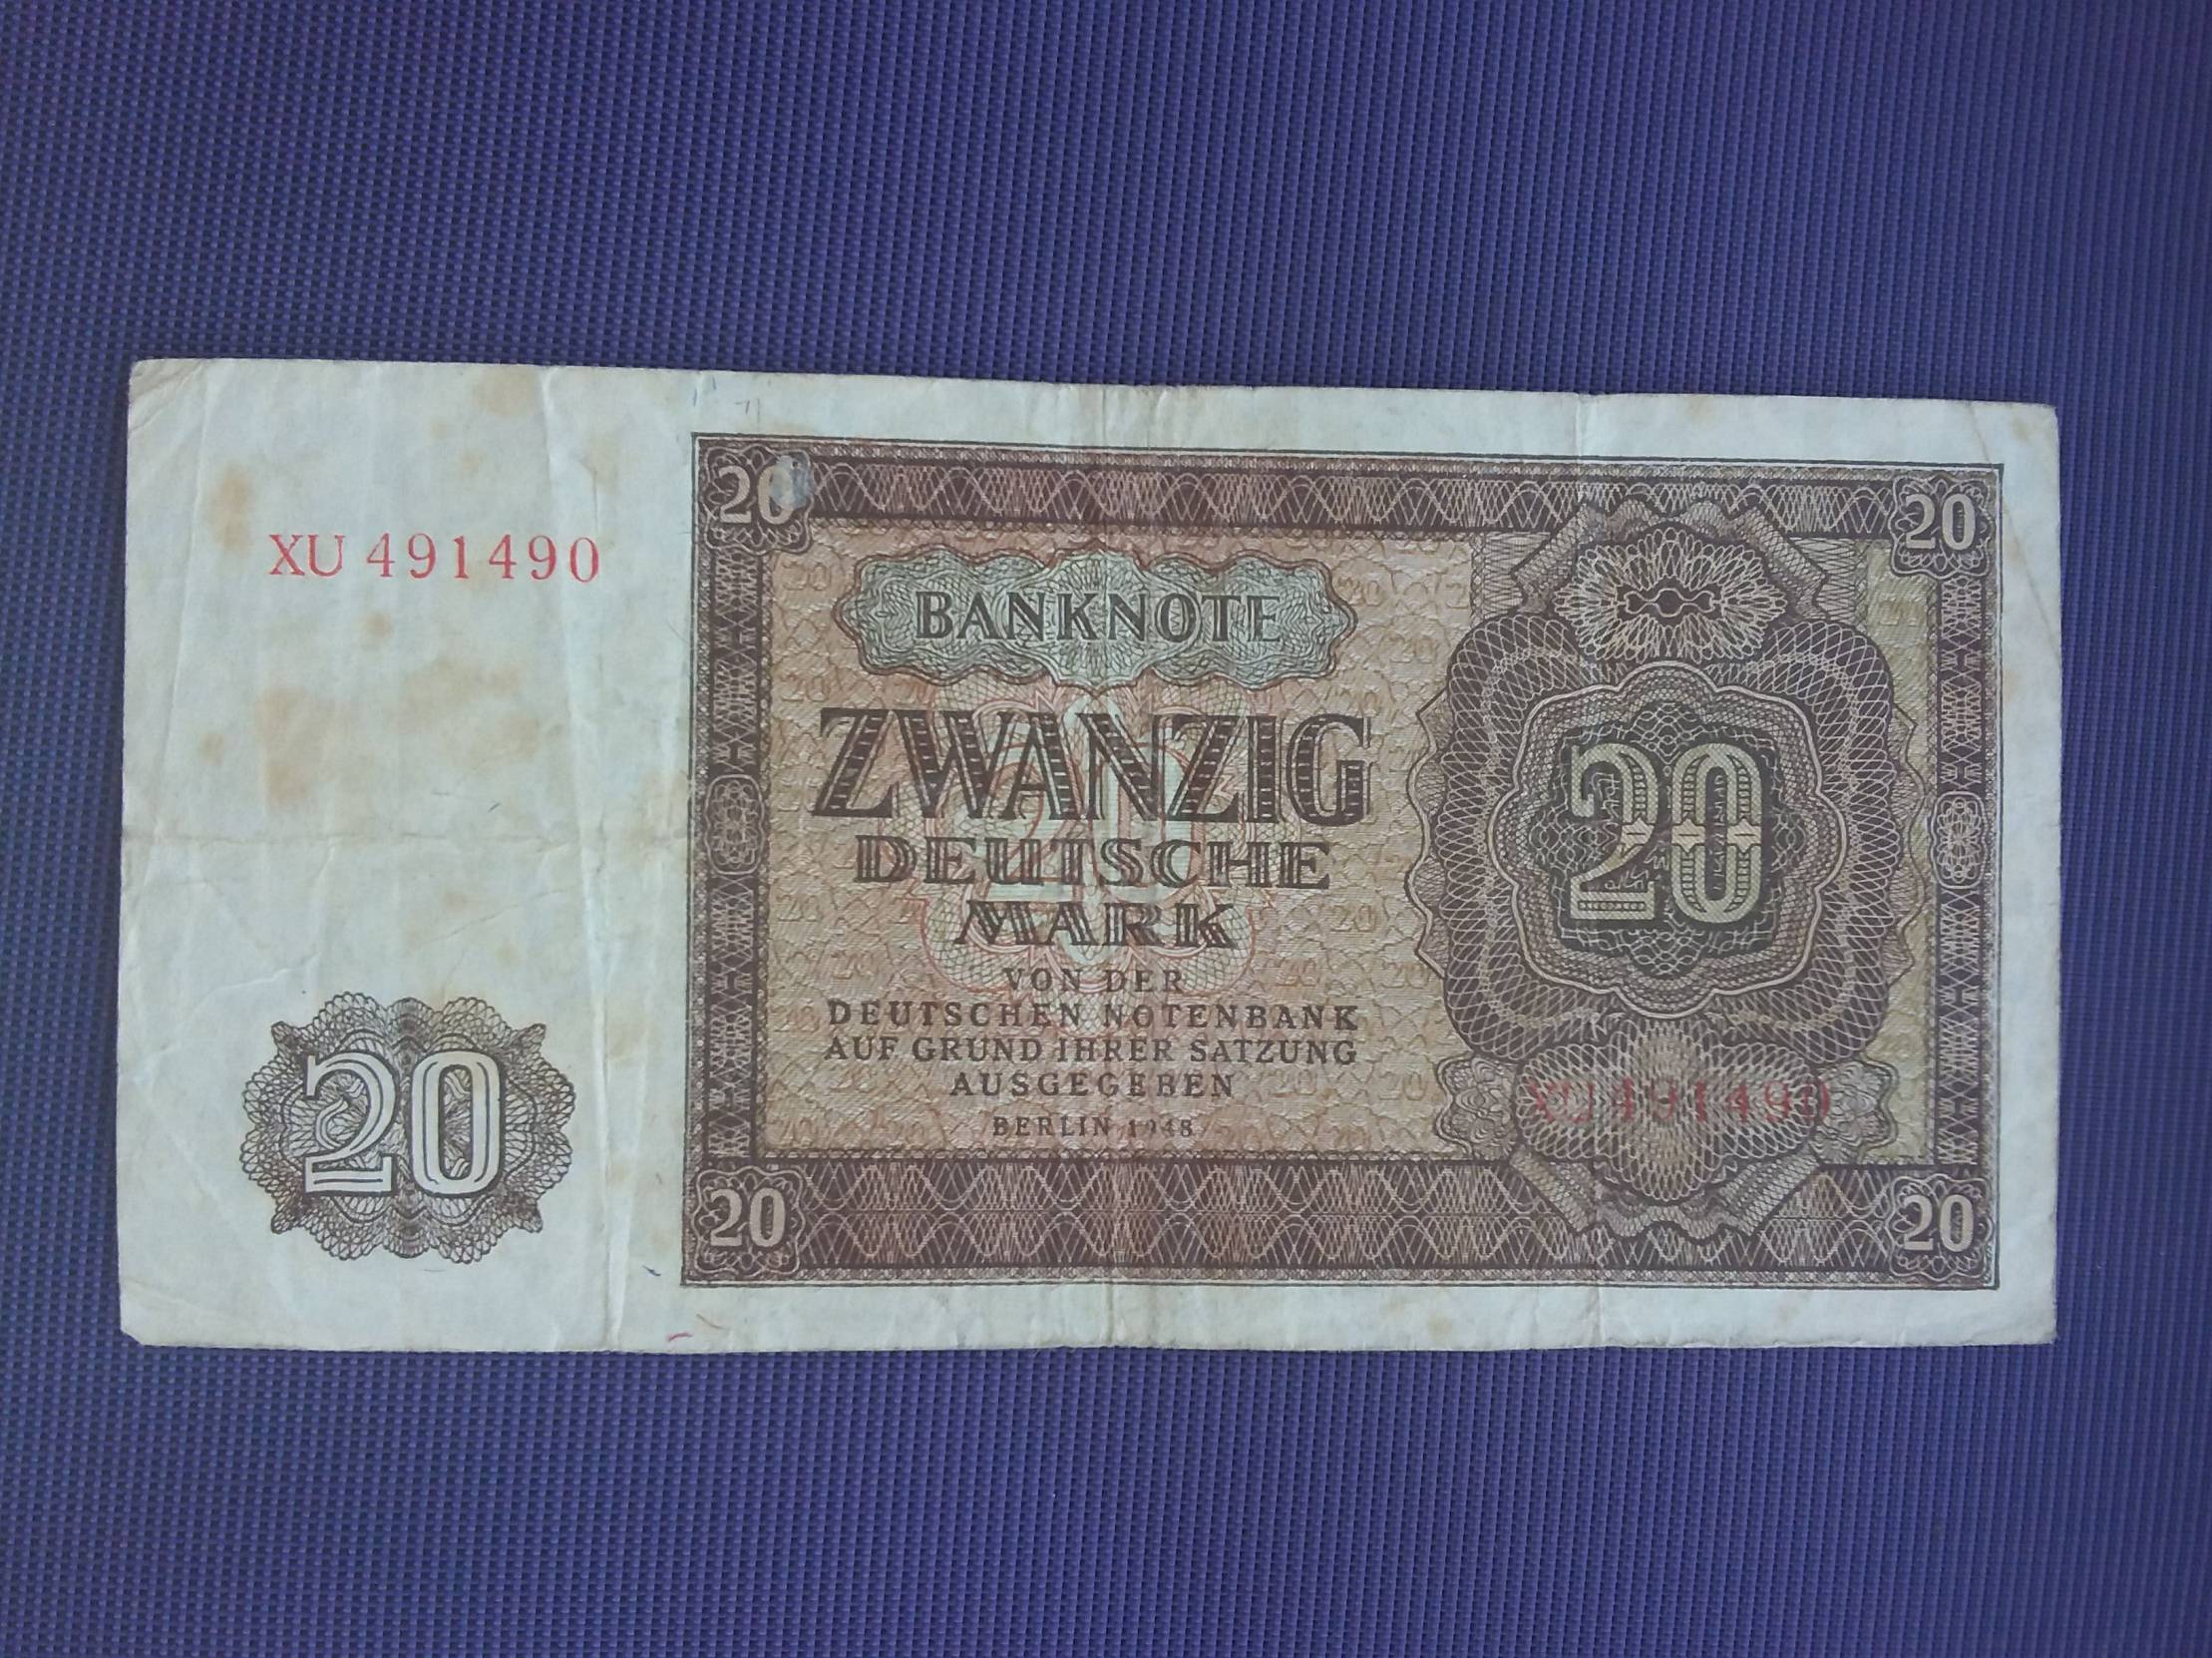 20
20
XU 491490
BANKNOTE
ZWANZIG
20
DEUTSCHE
MARK
VON DER
DEUTSCHEN NOTENBANK
AUF GRUND IHRER SATZUNG
AUSGEGEBEN
XU 491490
BERLIN 1948
20
20
20